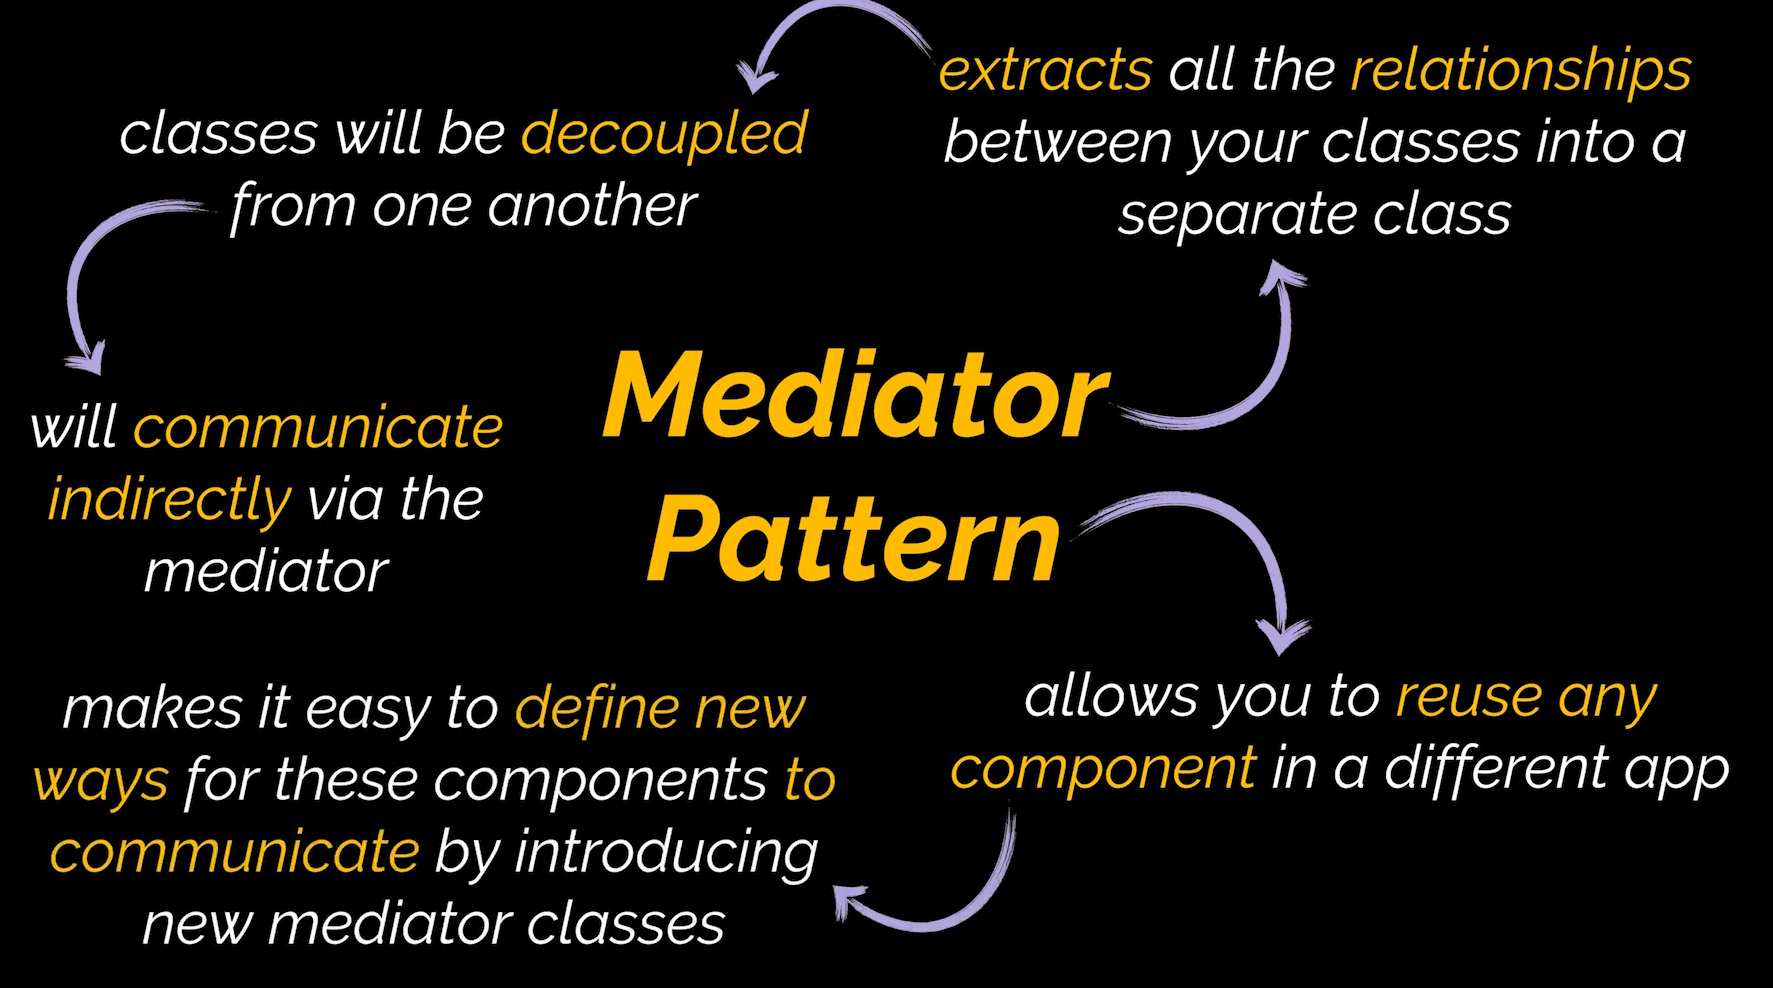 extracts all the relationships
between your classes into a
separate class
classes will be decoupled
from one another
will communicate
indirectly via the
mediator
Mediator
Pattern
allows you to reuse any
component in a different app
makes it easy to define new
ways for these components to
communicate by introducing
new mediator classes